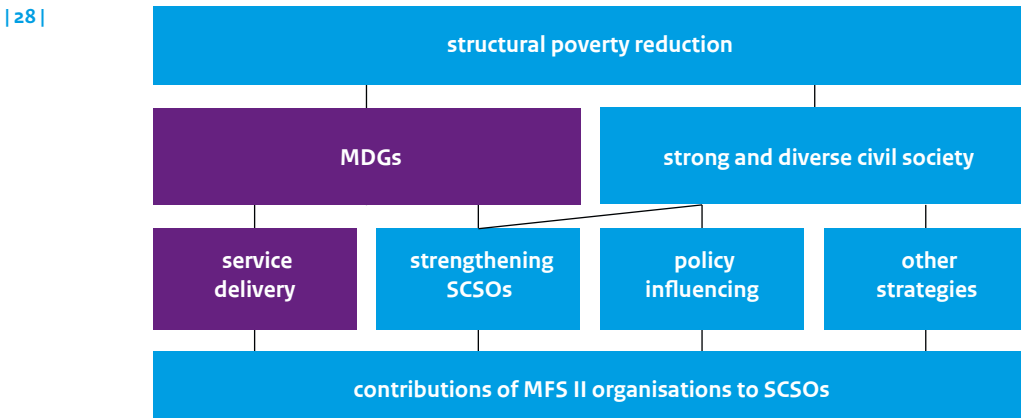 | 28 |
structural poverty reduction
MDGs
strong and diverse civil society
service
delivery
strengthening
SCSOs
policy
influencing
other
strategies
contributions of MFS II organisations to SCSOs